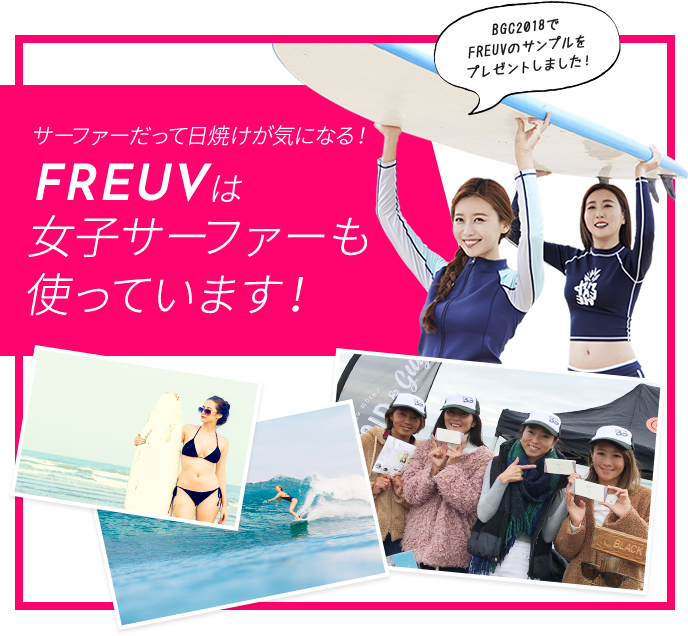 BGC2018で
FREUVのサンプルを
プレゼントしました!
サーファーだって日焼けが気になる!
FREUVは
女子サーファーも
使っています!
BLACK